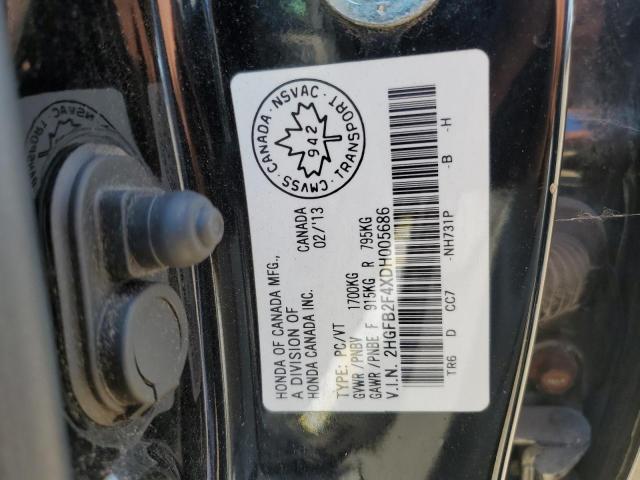 CMVSS CANADA · NSVAC · TRANSPORT
942
HONDA OF CANADA MFG., CANADA
A DIVISION OF 02/'13
HONDA CANADA INC.
TYPE: PC/VT
GVWR/PNBV 1700KG
GAWR/PNBE F 915KG R 795KG
V.I.N. 2HGFB2F4XDH005686
TR6 D CC7 -NH731P -B -H
NSVAC